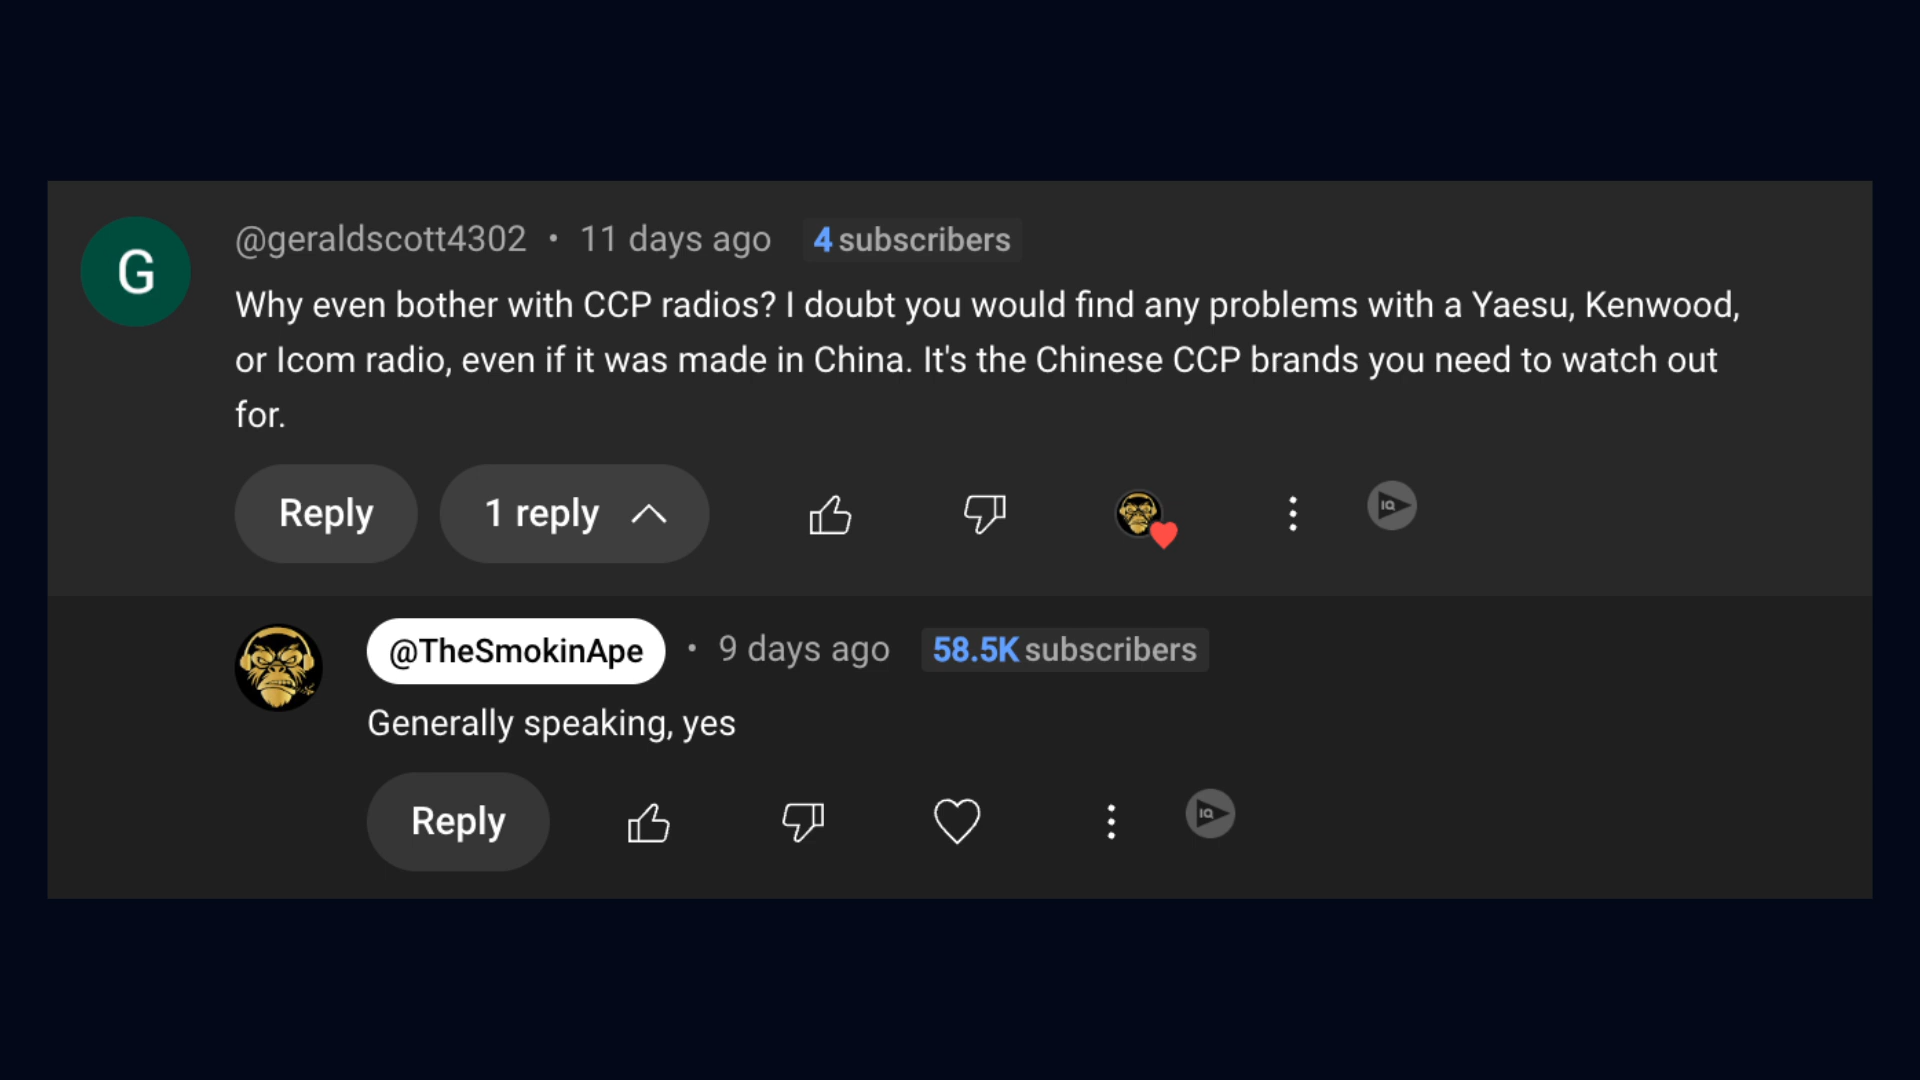 G
@geraldscott4302 • 11 days ago 4 subscribers
Why even bother with CCP radios? I doubt you would find any problems with a Yaesu, Kenwood,
or Icom radio, even if it was made in China. It's the Chinese CCP brands you need to watch out
for.
Reply 1 reply IQ
@TheSmokinApe • 9 days ago 58.5K subscribers
Generally speaking, yes
Reply IQ